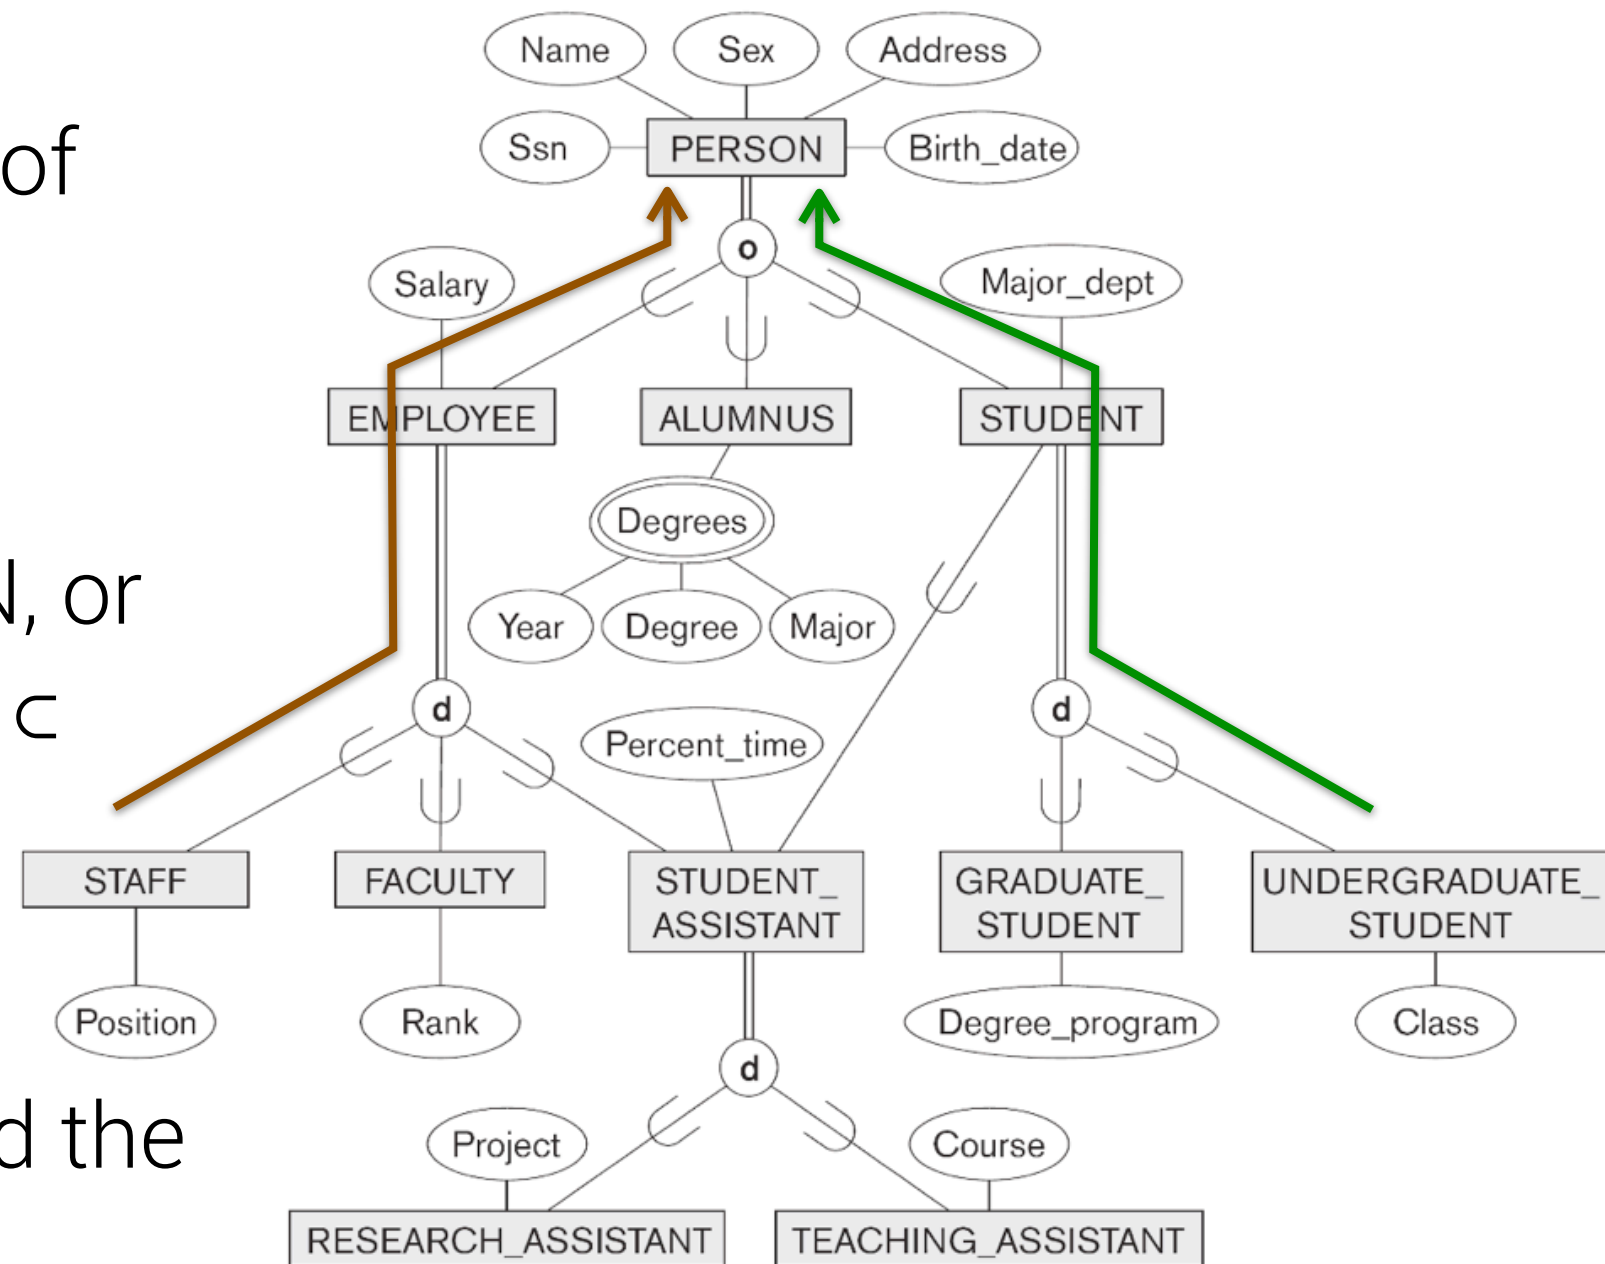 Name
Sex
Address
of
Ssn
PERSON
Birth_date
o
Salary
Major_dept
EMPLOYEE
ALUMNUS
STUDENT
Degrees
N, or
Year
Degree
Major
⊂
d
d
Percent_time
STAFF
FACULTY
STUDENT_
ASSISTANT
GRADUATE_
STUDENT
UNDERGRADUATE_
STUDENT
Position
Rank
Degree_program
Class
d
d the
Project
Course
RESEARCH_ASSISTANT
TEACHING_ASSISTANT